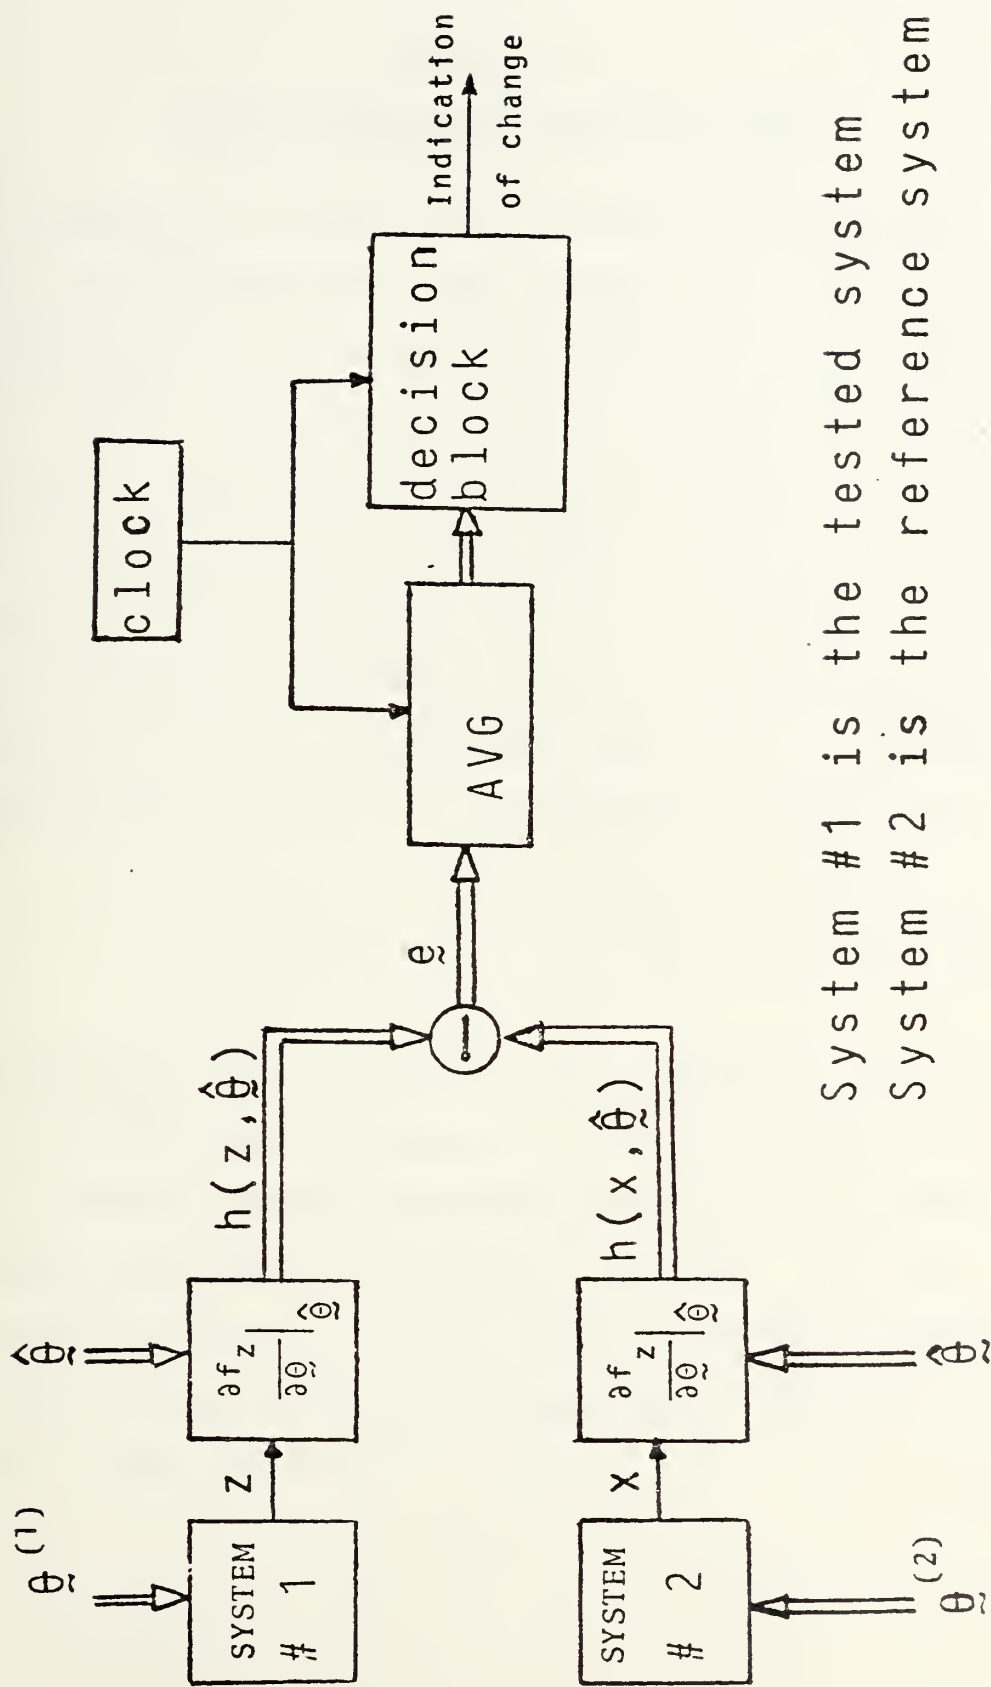 clock
θ̰^(1)
θ̰̂
SYSTEM
# 1
z
∂f_z
∂θ̰ |θ̰̂
h(z,θ̰̂)
ḛ
AVG
decision
block
Indication
of change
SYSTEM
# 2
x
∂f_z
∂θ̰ |θ̰̂
h(x,θ̰̂)
θ̰^(2)
θ̰̂
System #1 is the tested system
System #2 is the reference system